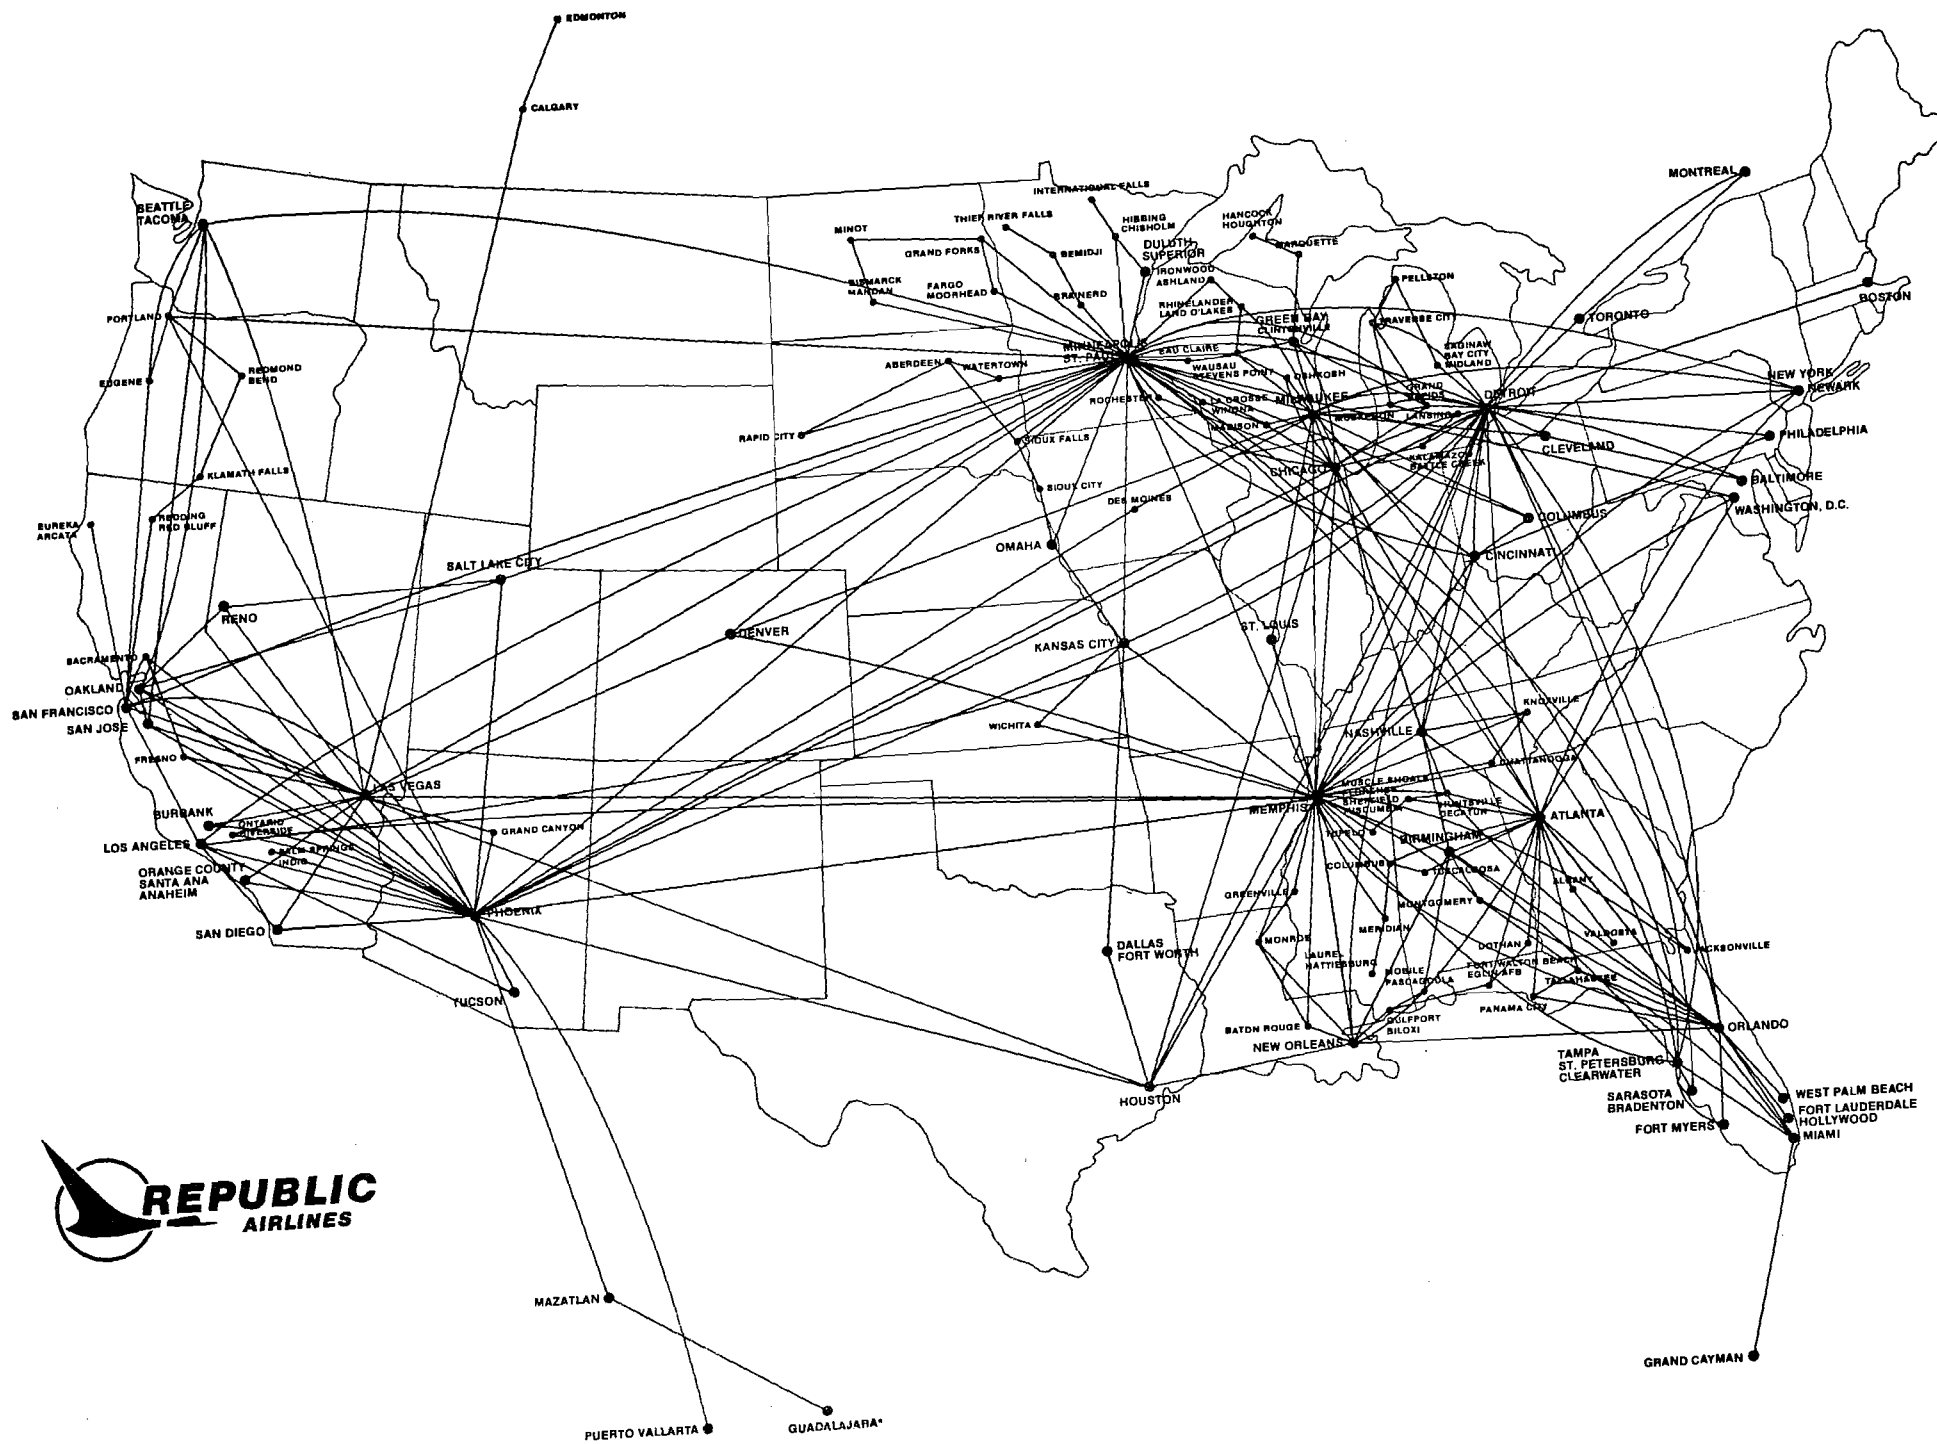 EDMONTON
CALGARY
MONTREAL
INTERNATIONAL FALLS
BEATTLE
TACOMA
THIEF RIVER FALLS
HIBBING
CHISHOLM
HANCOCK
HOUGHTON
MINOT
GRAND FORKS
BEMIDJI
DULUTH
SUPERIOR
MARQUETTE
IRONWOOD
ASHLAND
PELLSTON
BISMARCK
MANDAN
FARGO
MOORHEAD
BRAINERD
BOSTON
RHINELANDER
LAND O'LAKES
PORTLAND
GREEN BAY
CLINTONVILLE
TRAVERSE CITY
TORONTO
MINNEAPOLIS
ST. PAUL
EAU CLAIRE
SAGINAW
BAY CITY
MIDLAND
ABERDEEN
WATERTOWN
WAUSAU
STEVENS POINT
OSHKOSH
REDMOND
BEND
EUGENE
NEW YORK
NEWARK
GRAND
RAPIDS
DETROIT
ROCHESTER
LA CROSSE
WINONA
MILWAUKEE
MUSKEGON
LANSING
MADISON
RAPID CITY
SIOUX FALLS
PHILADELPHIA
CLEVELAND
KALAMAZOO
BATTLE CREEK
CHICAGO
KLAMATH FALLS
BALTIMORE
SIOUX CITY
DES MOINES
WASHINGTON, D.C.
EUREKA
ARCATA
REDDING
RED BLUFF
COLUMBUS
OMAHA
CINCINNATI
SALT LAKE CITY
RENO
DENVER
ST. LOUIS
KANSAS CITY
SACRAMENTO
OAKLAND
SAN FRANCISCO
SAN JOSE
KNOXVILLE
WICHITA
NASHVILLE
FRESNO
CHATTANOOGA
LAS VEGAS
MUSCLE SHOALS
FLORENCE
SHEFFIELD
TUSCUMBIA
HUNTSVILLE
DECATUR
MEMPHIS
BURBANK
ONTARIO
RIVERSIDE
ATLANTA
GRAND CANYON
TUPELO
BIRMINGHAM
LOS ANGELES
PALM SPRINGS
INDIO
ORANGE COUNTY
SANTA ANA
ANAHEIM
COLUMBUS
TUSCALOOSA
ALBANY
GREENVILLE
MONTGOMERY
PHOENIX
SAN DIEGO
MERIDIAN
MONROE
DOTHAN
VALDOSTA
JACKSONVILLE
DALLAS
FORT WORTH
LAUREL
HATTIESBURG
MOBILE
PASCAGOULA
FORT WALTON BEACH
EGLIN AFB
TALLAHASSEE
TUCSON
PANAMA CITY
GULFPORT
BILOXI
BATON ROUGE
NEW ORLEANS
ORLANDO
TAMPA
ST. PETERSBURG
CLEARWATER
HOUSTON
SARASOTA
BRADENTON
WEST PALM BEACH
FORT LAUDERDALE
HOLLYWOOD
FORT MYERS
MIAMI
REPUBLIC
AIRLINES
MAZATLAN
GRAND CAYMAN
PUERTO VALLARTA
GUADALAJARA*